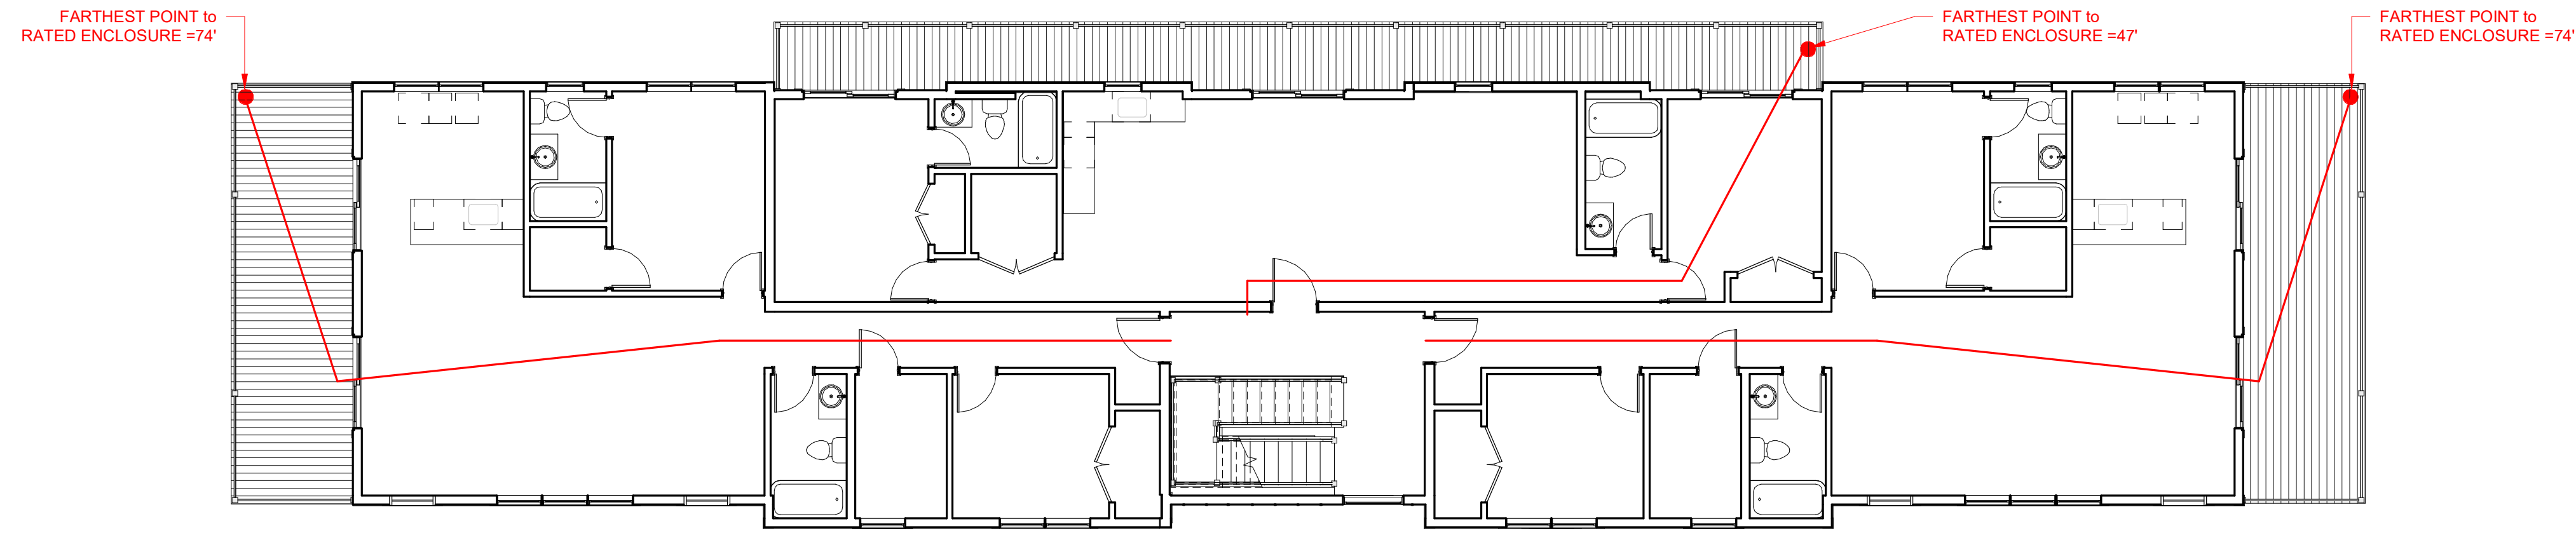 FARTHEST POINT to
RATED ENCLOSURE =74'
FARTHEST POINT to
RATED ENCLOSURE =47'
FARTHEST POINT to
RATED ENCLOSURE =74'